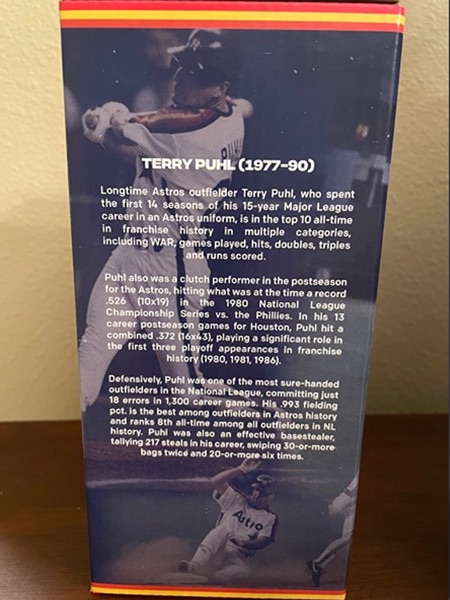 TERRY PUHL (1977-90)
Longtime Astros outfielder Terry Puhl, who spent
the first 14 seasons of his 15-year Major League
career in an Astros uniform, is in the top 10 all-time
in franchise history in multiple categories,
including WAR, games played, hits, doubles, triples
and runs scored.
Puhl also was a clutch performer in the postseason
for the Astros, hitting what was at the time a record
.526 (10x19) in the 1980 National League
Championship Series vs. the Phillies. In his 13
career postseason games for Houston, Puhl hit a
combined .372 (16x43), playing a significant role in
the first three playoff appearances in franchise
history (1980, 1981, 1986).
Defensively, Puhl was one of the most sure-handed
outfielders in the National League, committing just
18 errors in 1,300 career games. His .993 fielding
pct. is the best among outfielders in Astros history
and ranks 8th all-time among all outfielders in NL
history. Puhl was also an effective basestealer,
tallying 217 steals in his career, swiping 30-or-more
bags twice and 20-or-more six times.
Astro